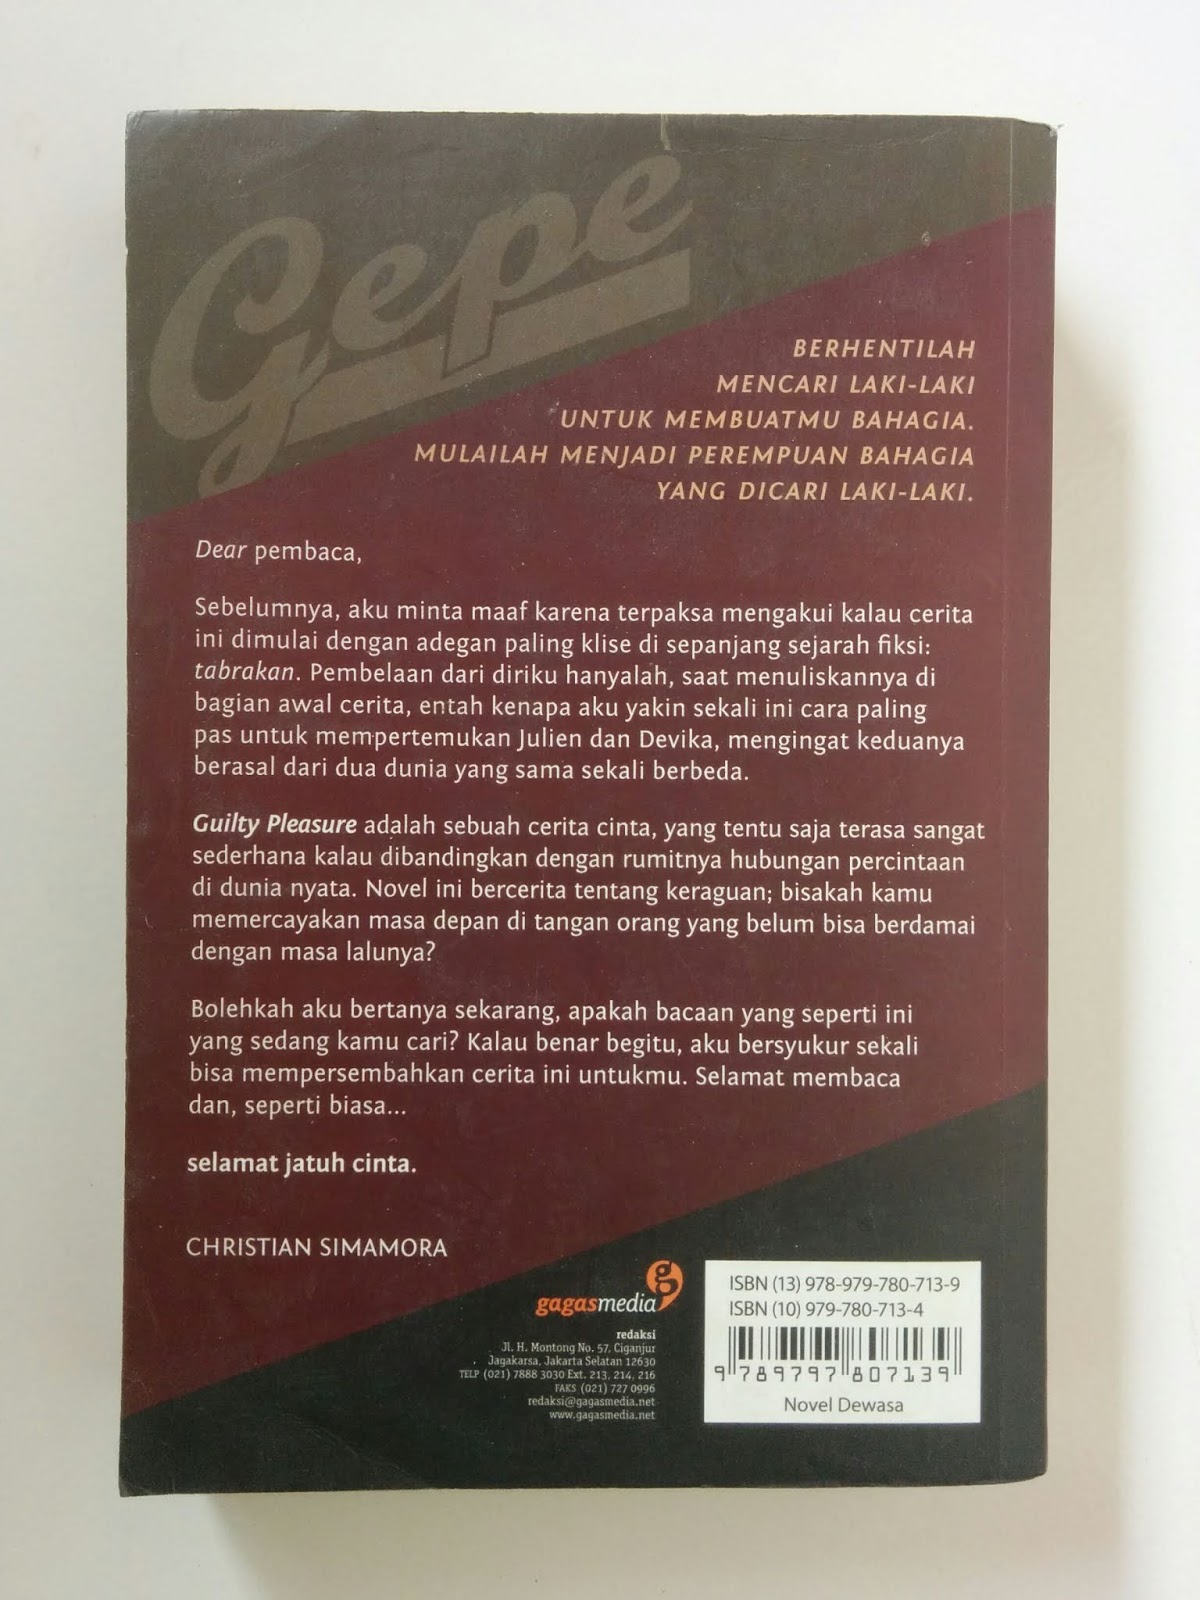 Gepe
BERHENTILAH
MENCARI LAKI-LAKI
UNTUK MEMBUATMU BAHAGIA.
MULAILAH MENJADI PEREMPUAN BAHAGIA
YANG DICARI LAKI-LAKI.
Dear pembaca,
Sebelumnya, aku minta maaf karena terpaksa mengakui kalau cerita
ini dimulai dengan adegan paling klise di sepanjang sejarah fiksi:
tabrakan. Pembelaan dari diriku hanyalah, saat menuliskannya di
bagian awal cerita, entah kenapa aku yakin sekali ini cara paling
pas untuk mempertemukan Julien dan Devika, mengingat keduanya
berasal dari dua dunia yang sama sekali berbeda.
Guilty Pleasure adalah sebuah cerita cinta, yang tentu saja terasa sangat
sederhana kalau dibandingkan dengan rumitnya hubungan percintaan
di dunia nyata. Novel ini bercerita tentang keraguan; bisakah kamu
memercayakan masa depan di tangan orang yang belum bisa berdamai
dengan masa lalunya?
Bolehkah aku bertanya sekarang, apakah bacaan yang seperti ini
yang sedang kamu cari? Kalau benar begitu, aku bersyukur sekali
bisa mempersembahkan cerita ini untukmu. Selamat membaca
dan, seperti biasa...
selamat jatuh cinta.
CHRISTIAN SIMAMORA
gagasmedia g
redaksi
Jl. H. Montong No. 57, Ciganjur
Jagakarsa, Jakarta Selatan 12630
TELP (021) 7888 3030 Ext. 213, 214, 216
FAKS (021) 727 0996
redaksi@gagasmedia.net
www.gagasmedia.net
ISBN (13) 978-979-780-713-9
ISBN (10) 979-780-713-4
9 789797 807139
Novel Dewasa